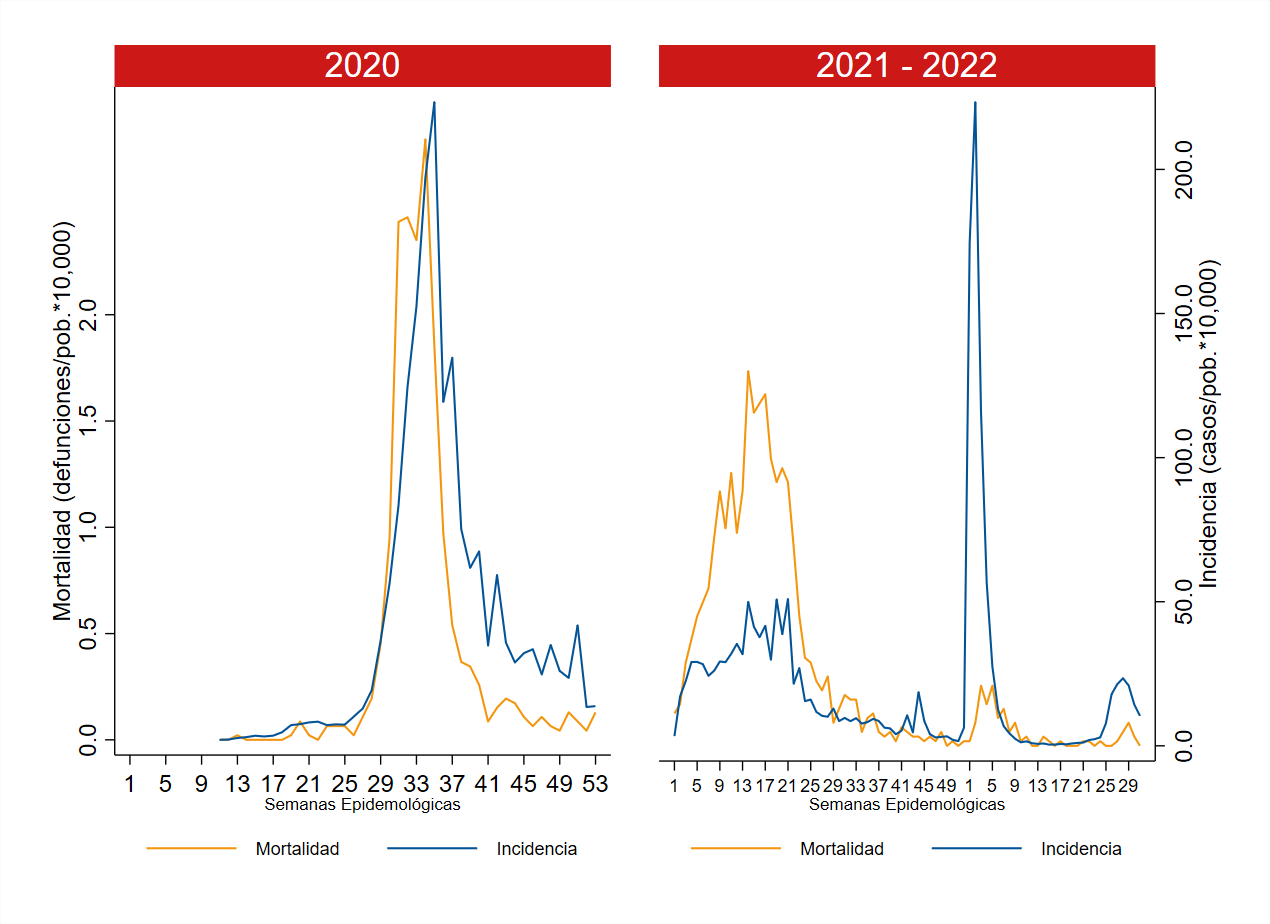 2020
2021 - 2022
Mortalidad (defunciones/pob.*10,000)
0.0 0.5 1.0 1.5 2.0
1 5 9 13 17 21 25 29 33 37 41 45 49 53
Semanas Epidemológicas
Mortalidad Incidencia
1 5 9 13 17 21 25 29 33 37 41 45 49 1 5 9 13 17 21 25 29
Semanas Epidemológicas
Mortalidad Incidencia
0.0 50.0 100.0 150.0 200.0
Incidencia (casos/pob.*10,000)